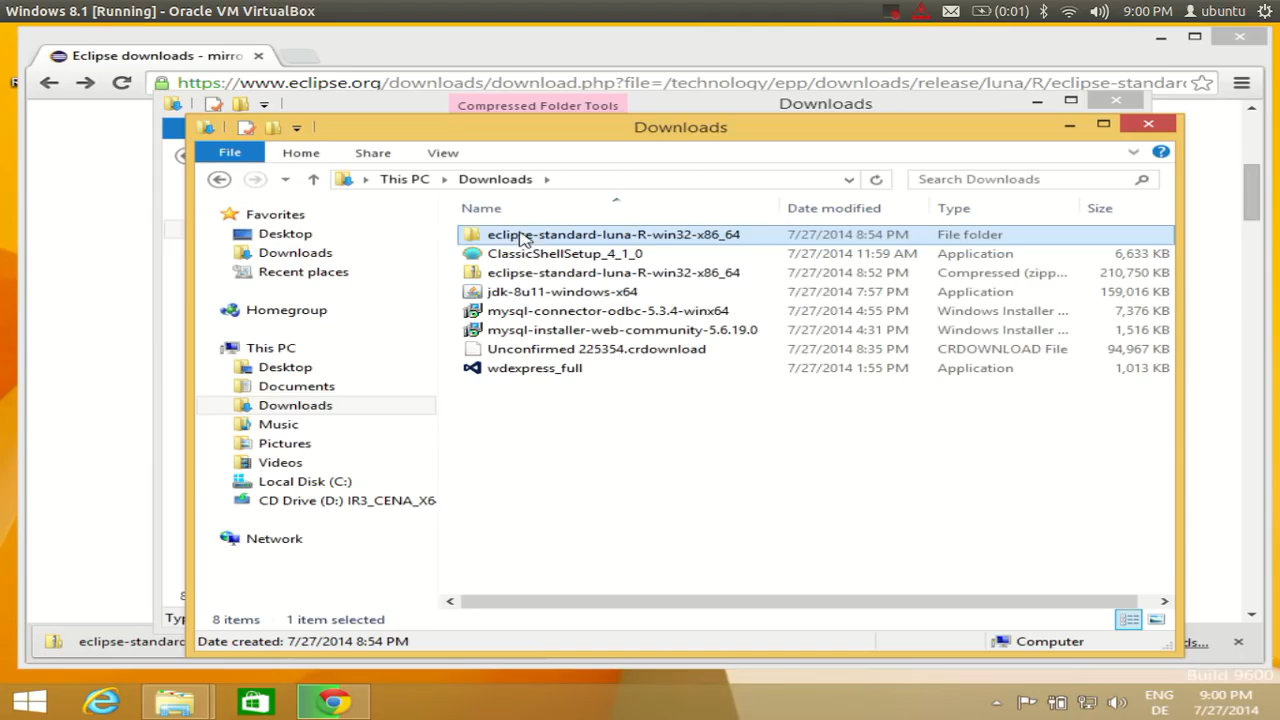 Windows 8.1 [Running] - Oracle VM VirtualBox
(0:01)
9:00 PM
ubuntu
Eclipse downloads - mirro
https://www.eclipse.org/downloads/download.php?file=/technology/epp/downloads/release/luna/R/eclipse-standard
Compressed Folder Tools
Downloads
Downloads
File
Home
Share
View
This PC
Downloads
Search Downloads
Name
Date modified
Type
Size
eclipse-standard-luna-R-win32-x86_64 7/27/2014 8:54 PM File folder
ClassicShellSetup_4_1_0 7/27/2014 11:59 AM Application 6,633 KB
eclipse-standard-luna-R-win32-x86_64 7/27/2014 8:52 PM Compressed (zipp... 210,750 KB
jdk-8u11-windows-x64 7/27/2014 7:57 PM Application 159,016 KB
mysql-connector-odbc-5.3.4-winx64 7/27/2014 4:55 PM Windows Installer ... 7,376 KB
mysql-installer-web-community-5.6.19.0 7/27/2014 4:31 PM Windows Installer ... 1,516 KB
Unconfirmed 225354.crdownload 7/27/2014 8:35 PM CRDOWNLOAD File 94,967 KB
wdexpress_full 7/27/2014 1:55 PM Application 1,013 KB
Favorites
Desktop
Downloads
Recent places
Homegroup
This PC
Desktop
Documents
Downloads
Music
Pictures
Videos
Local Disk (C:)
CD Drive (D:) IR3_CENA_X6
Network
8 items 1 item selected
Date created: 7/27/2014 8:54 PM
Computer
8
Typ
eclipse-standar
ds...
Build 9600
ENG
DE
9:00 PM
7/27/2014